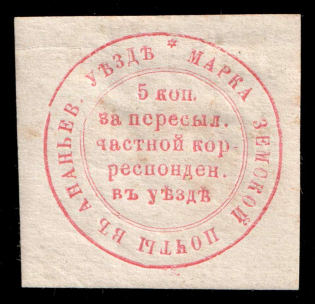 * МАРКА ЗЕМСКОЙ ПОЧТЫ ВЪ АНАНЬЕВ. УѢЗДѢ
5 коп.
за пересыл.
частной кор-
респонден.
въ уѣздѣ